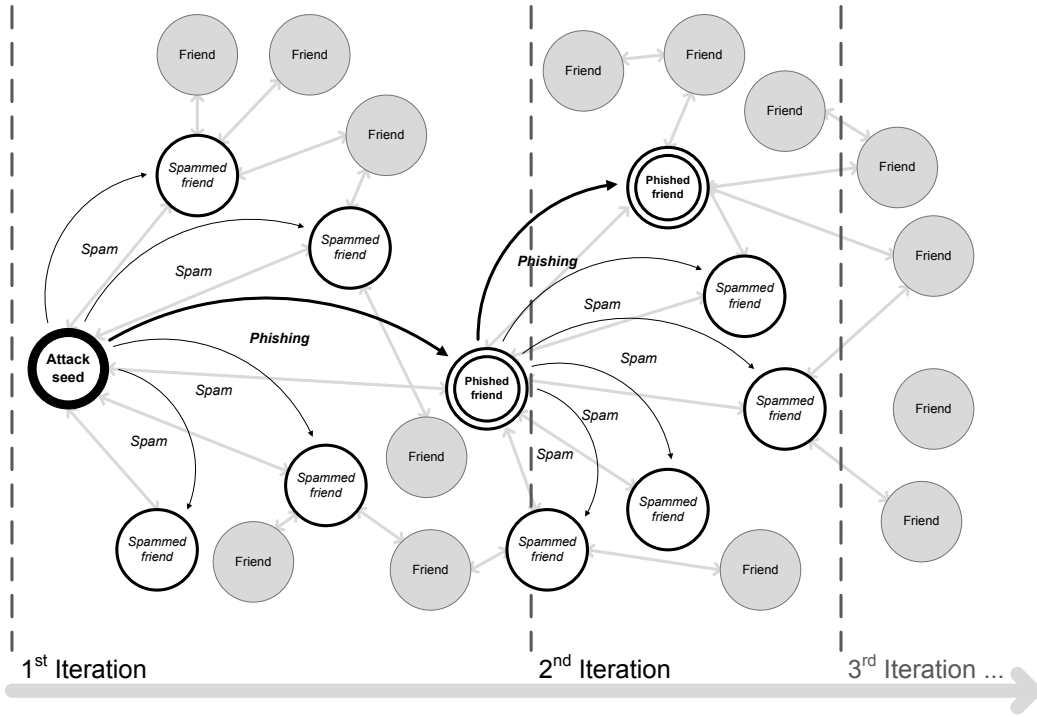 Friend
Friend
Friend
Friend
Friend
Friend
Spammed
friend
Friend
Phished
friend
Spammed
friend
Friend
Spam
Spam
Phishing
Spammed
friend
Spam
Phishing
Attack
seed
Spam
Phished
friend
Spam
Spammed
friend
Friend
Spam
Spam
Spam
Friend
Spammed
friend
Spammed
friend
Friend
Spammed
friend
Spammed
friend
Friend
Friend
Friend
1st Iteration
2nd Iteration
3rd Iteration ...